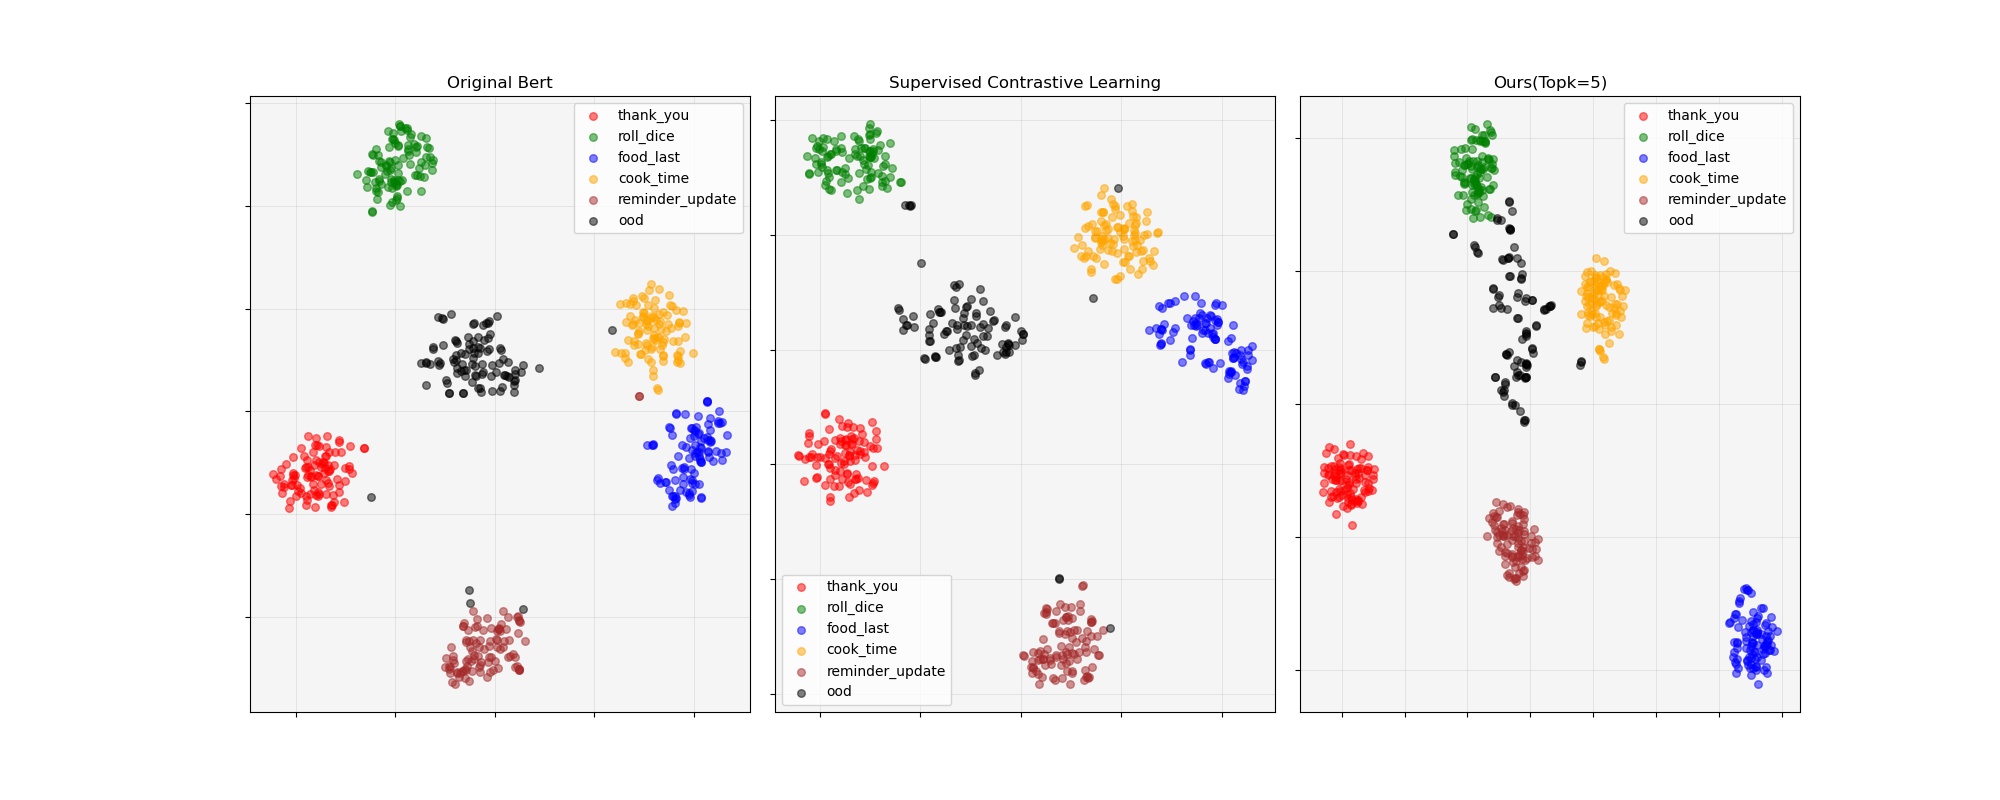 Original Bert
thank_you
roll_dice
food_last
cook_time
reminder_update
ood
Supervised Contrastive Learning
thank_you
roll_dice
food_last
cook_time
reminder_update
ood
Ours(Topk=5)
thank_you
roll_dice
food_last
cook_time
reminder_update
ood